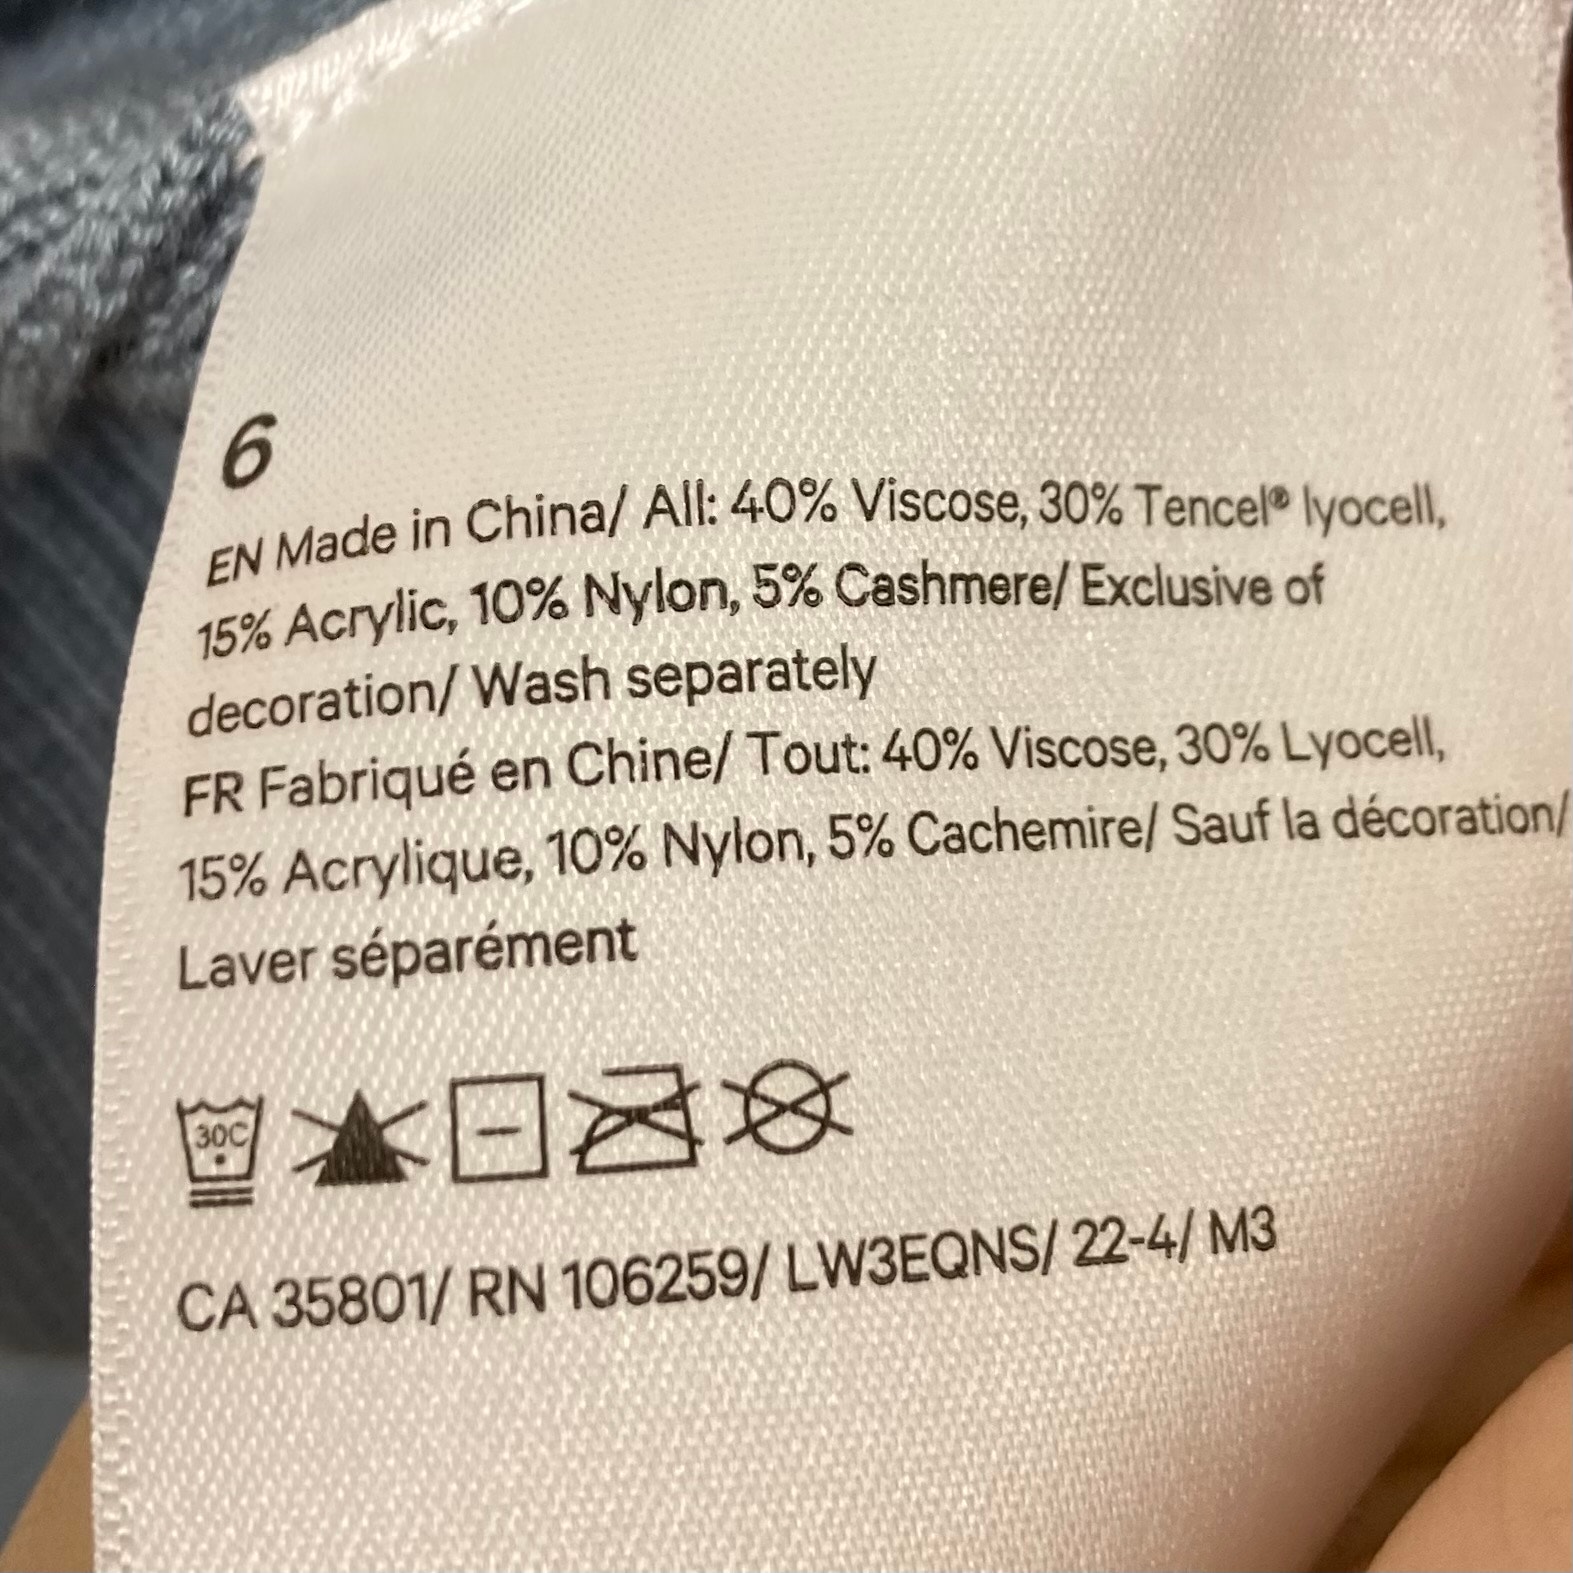 6
EN Made in China/ All: 40% Viscose, 30% Tencel® lyocell,
15% Acrylic, 10% Nylon, 5% Cashmere/ Exclusive of
decoration/ Wash separately
FR Fabriqué en Chine/ Tout: 40% Viscose, 30% Lyocell,
15% Acrylique, 10% Nylon, 5% Cachemire/ Sauf la décoration/
Laver séparément
30C
CA 35801/ RN 106259/ LW3EQNS/ 22-4/ M3